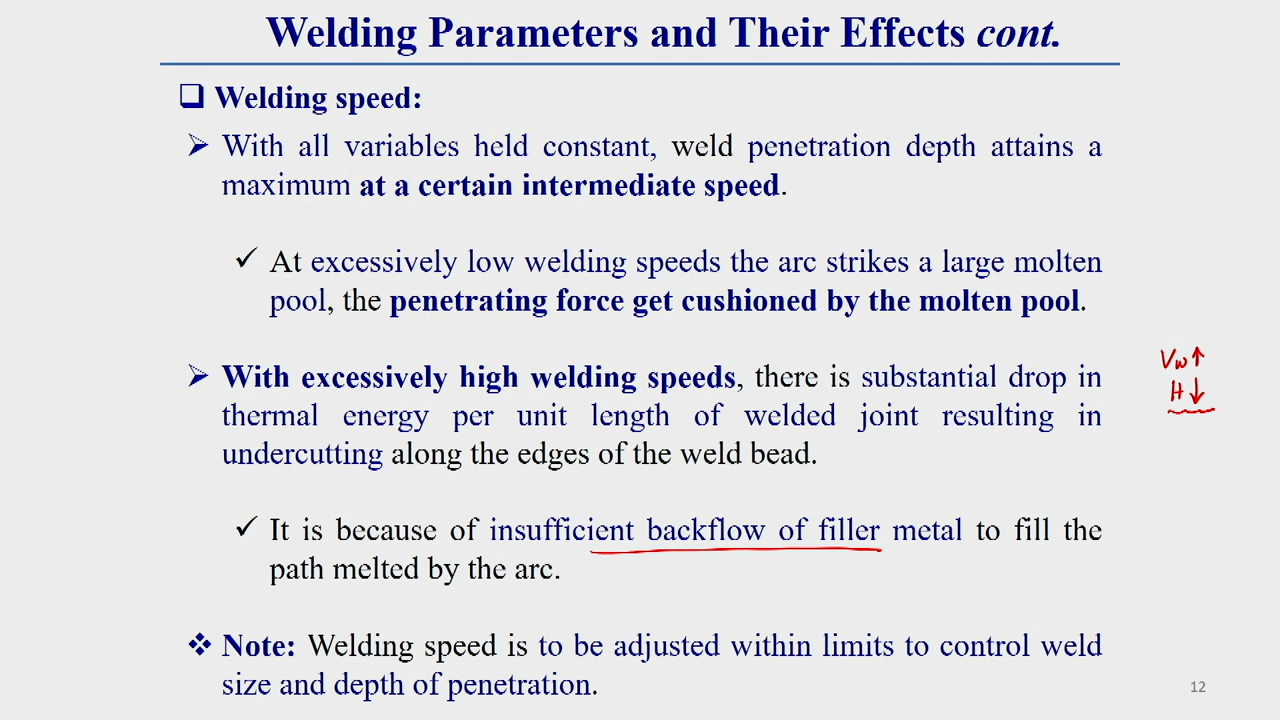 Welding Parameters and Their Effects cont.
Welding speed:
With all variables held constant, weld penetration depth attains a
maximum at a certain intermediate speed.
At excessively low welding speeds the arc strikes a large molten
pool, the penetrating force get cushioned by the molten pool.
Vw↑
H↓
With excessively high welding speeds, there is substantial drop in
thermal energy per unit length of welded joint resulting in
undercutting along the edges of the weld bead.
It is because of insufficient backflow of filler metal to fill the
path melted by the arc.
Note: Welding speed is to be adjusted within limits to control weld
size and depth of penetration.
12